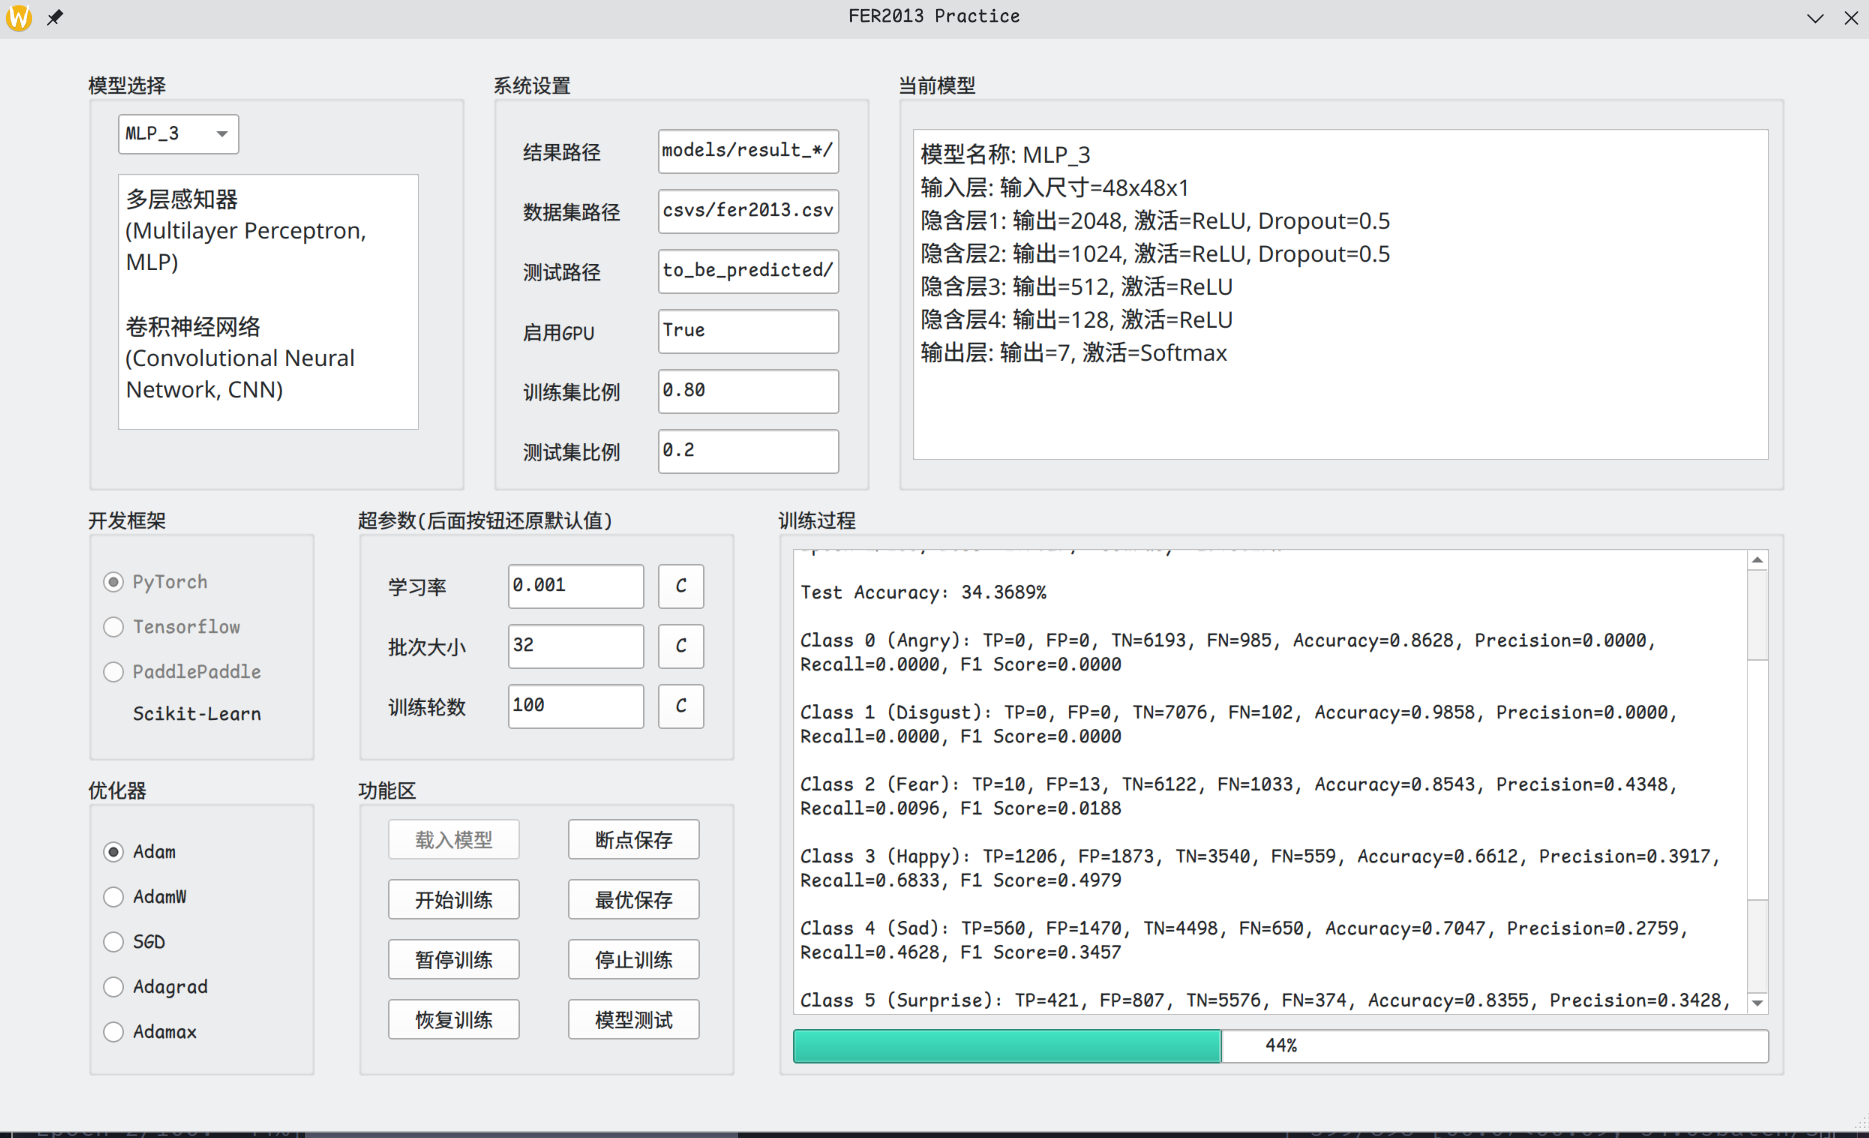 FER2013 Practice
模型选择
MLP_3
多层感知器
(Multilayer Perceptron,
MLP)
卷积神经网络
(Convolutional Neural
Network, CNN)
系统设置
结果路径 models/result_*/
数据集路径 csvs/fer2013.csv
测试路径 to_be_predicted/
启用GPU True
训练集比例 0.80
测试集比例 0.2
当前模型
模型名称: MLP_3
输入层: 输入尺寸=48x48x1
隐含层1: 输出=2048, 激活=ReLU, Dropout=0.5
隐含层2: 输出=1024, 激活=ReLU, Dropout=0.5
隐含层3: 输出=512, 激活=ReLU
隐含层4: 输出=128, 激活=ReLU
输出层: 输出=7, 激活=Softmax
开发框架
PyTorch
Tensorflow
PaddlePaddle
Scikit-Learn
超参数(后面按钮还原默认值)
学习率 0.001 C
批次大小 32 C
训练轮数 100 C
优化器
Adam
AdamW
SGD
Adagrad
Adamax
功能区
载入模型 断点保存
开始训练 最优保存
暂停训练 停止训练
恢复训练 模型测试
训练过程
Test Accuracy: 34.3689%
Class 0 (Angry): TP=0, FP=0, TN=6193, FN=985, Accuracy=0.8628, Precision=0.0000,
Recall=0.0000, F1 Score=0.0000
Class 1 (Disgust): TP=0, FP=0, TN=7076, FN=102, Accuracy=0.9858, Precision=0.0000,
Recall=0.0000, F1 Score=0.0000
Class 2 (Fear): TP=10, FP=13, TN=6122, FN=1033, Accuracy=0.8543, Precision=0.4348,
Recall=0.0096, F1 Score=0.0188
Class 3 (Happy): TP=1206, FP=1873, TN=3540, FN=559, Accuracy=0.6612, Precision=0.3917,
Recall=0.6833, F1 Score=0.4979
Class 4 (Sad): TP=560, FP=1470, TN=4498, FN=650, Accuracy=0.7047, Precision=0.2759,
Recall=0.4628, F1 Score=0.3457
Class 5 (Surprise): TP=421, FP=807, TN=5576, FN=374, Accuracy=0.8355, Precision=0.3428,
44%